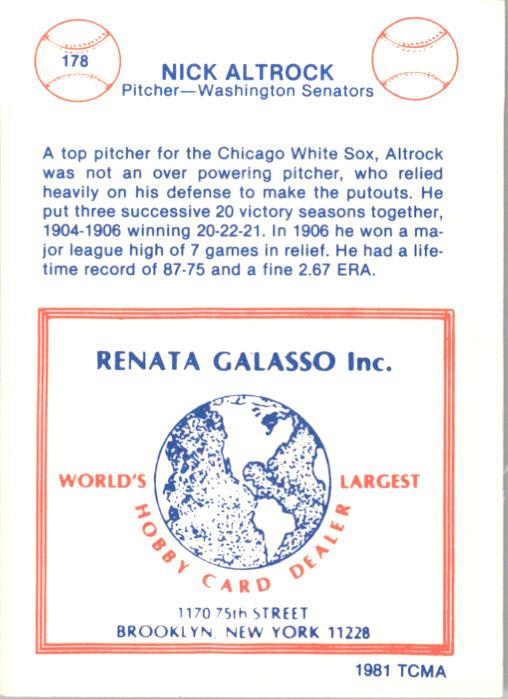 178
NICK ALTROCK
Pitcher—Washington Senators
A top pitcher for the Chicago White Sox, Altrock
was not an over powering pitcher, who relied
heavily on his defense to make the putouts. He
put three successive 20 victory seasons together,
1904-1906 winning 20-22-21. In 1906 he won a ma-
jor league high of 7 games in relief. He had a life-
time record of 87-75 and a fine 2.67 ERA.
RENATA GALASSO Inc.
WORLD'S LARGEST
HOBBY CARD DEALER
1170 75th STREET
BROOKLYN, NEW YORK 11228
1981 TCMA